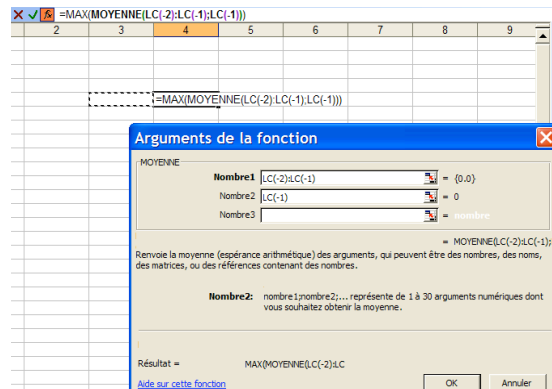 =MAX(MOYENNE(LC(-2):LC(-1);LC(-1)))
2 3 4 5 6 7 8 9
=MAX(MOYENNE(LC(-2):LC(-1);LC(-1)))
Arguments de la fonction
MOYENNE
Nombre1 LC(-2):LC(-1) = {0.0}
Nombre2 LC(-1) = 0
Nombre3 = nombre
= MOYENNE(LC(-2):LC(-1);
Renvoie la moyenne (espérance arithmétique) des arguments, qui peuvent être des nombres, des noms,
des matrices, ou des références contenant des nombres.
Nombre2: nombre1;nombre2;... représente de 1 à 30 arguments numériques dont
vous souhaitez obtenir la moyenne.
Résultat = MAX(MOYENNE(LC(-2):LC
Aide sur cette fonction OK Annuler